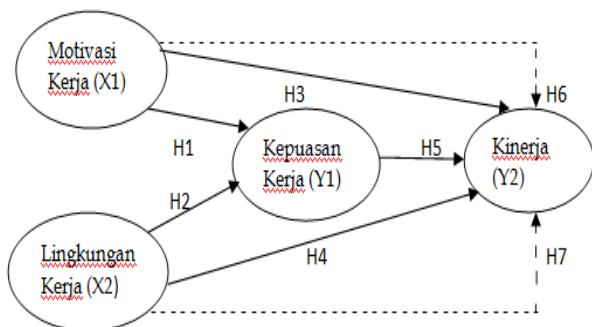 Motivasi
Kerja (X1)
H3
H6
H1
Kepuasan
Kerja (Y1)
H5
Kinerja
(Y2)
H2
Lingkungan
Kerja (X2)
H4
H7